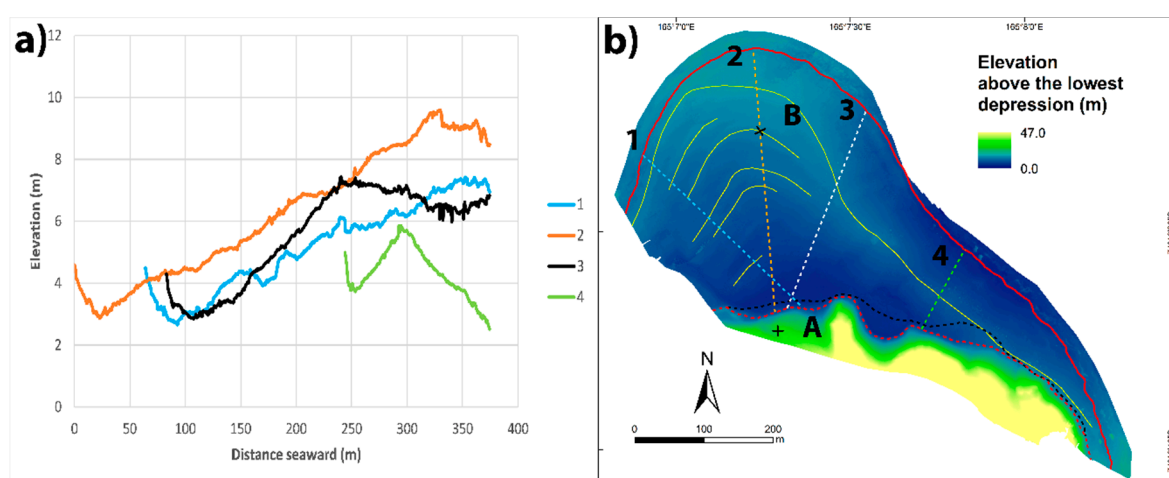 a)
12
10
8
6
4
2
0
Elevation (m)
0 50 100 150 200 250 300 350 400
Distance seaward (m)
1
2
3
4
b)
165°7'0"E 165°7'30"E 165°8'0"E
2
B
3
1
4
A
Elevation
above the lowest
depression (m)
47.0
0.0
N
0 100 200
m